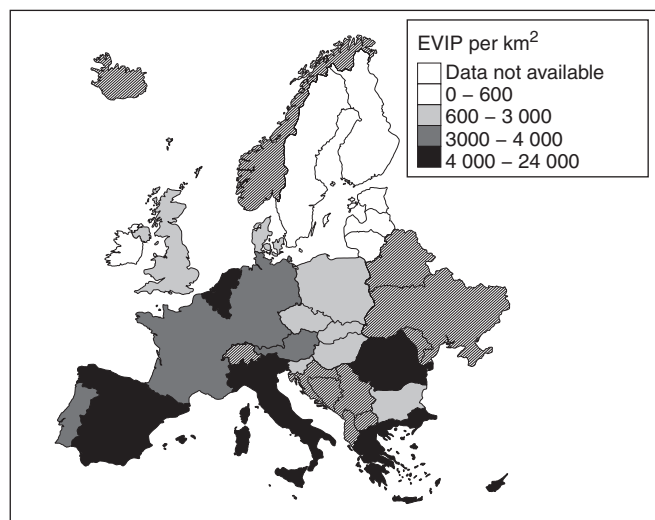 EVIP per km²
Data not available
0 – 600
600 – 3 000
3000 – 4 000
4 000 – 24 000